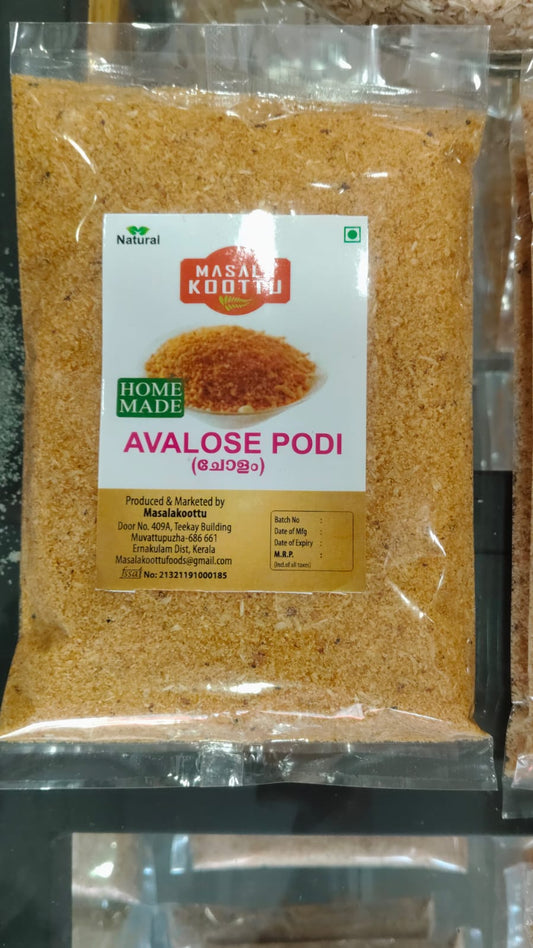 Natural
MASALA
KOOTTU
HOME
MADE
AVALOSE PODI
(ചോളം)
Produced & Marketed by
Masalakoottu
Door No. 409A, Teekay Building
Muvattupuzha-686 661
Ernakulam Dist, Kerala
Masalakoottufoods@gmail.com
fssai No: 21321191000185
Batch No :
Date of Mfg :
Date of Expiry :
M.R.P. :
(incl.of all taxes)